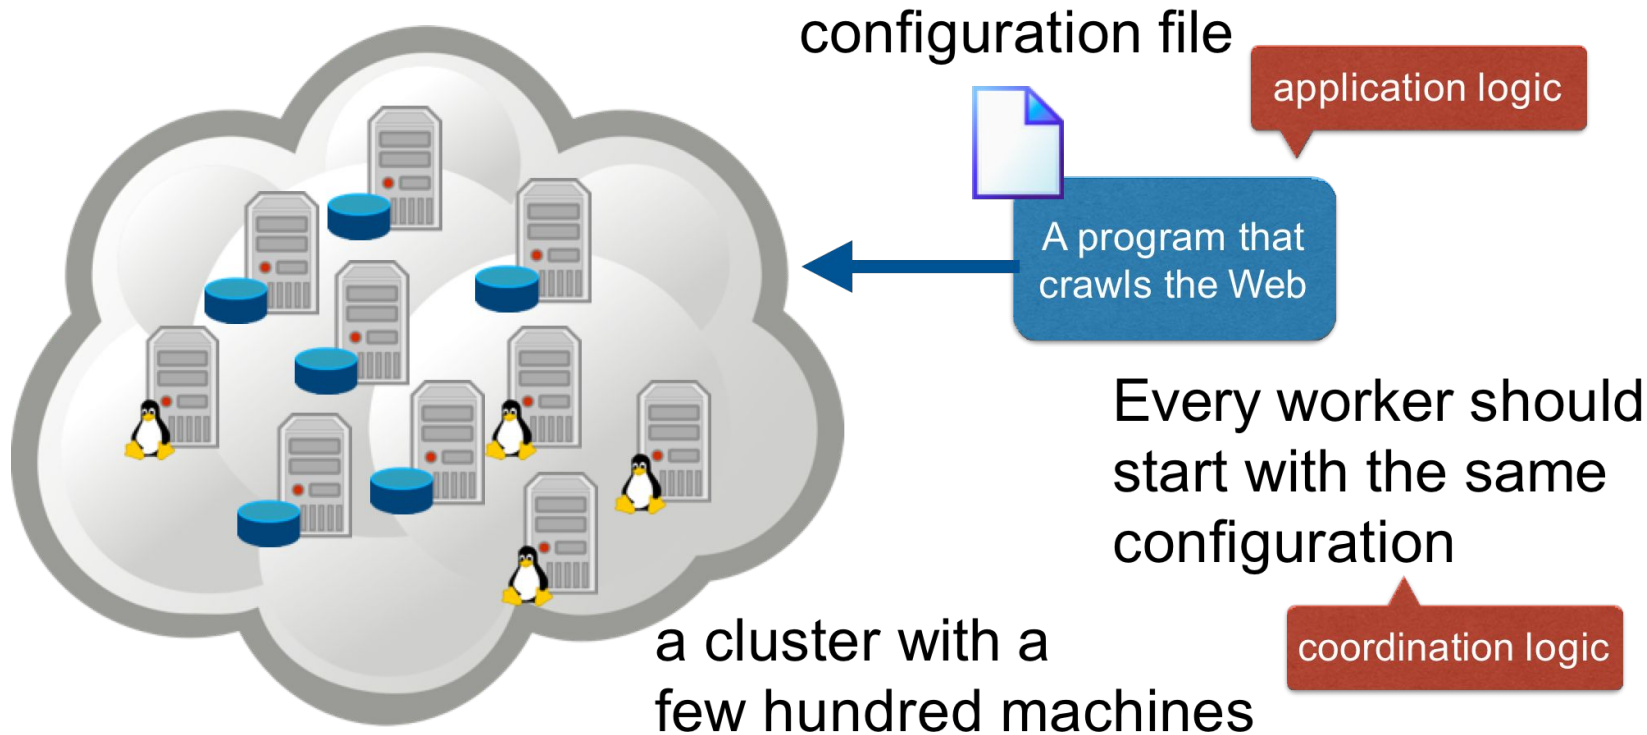 configuration file
application logic
A program that
crawls the Web
Every worker should
start with the same
configuration
coordination logic
a cluster with a
few hundred machines